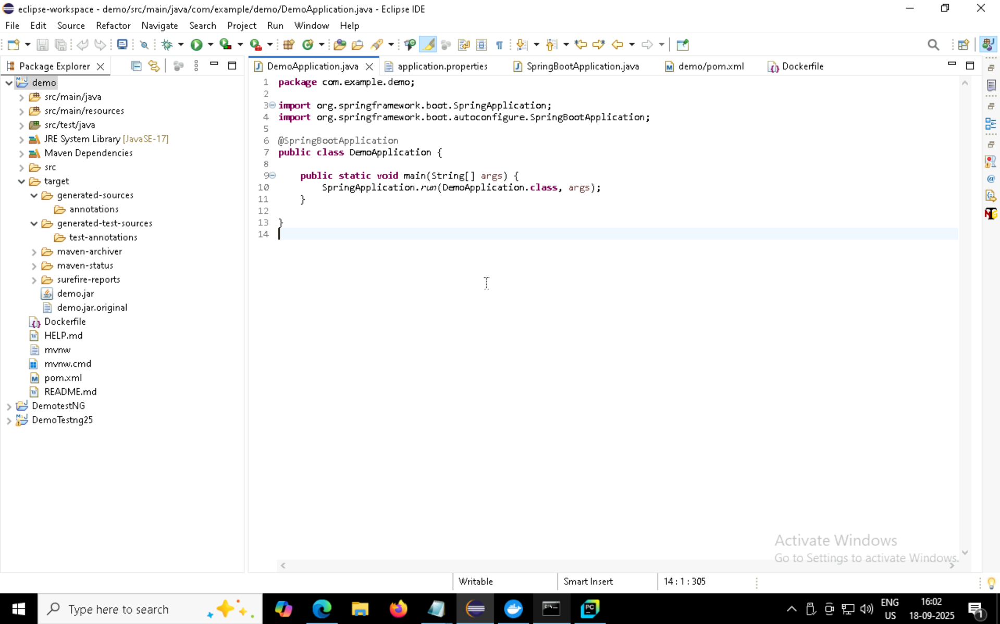 eclipse-workspace - demo/src/main/java/com/example/demo/DemoApplication.java - Eclipse IDE
File Edit Source Refactor Navigate Search Project Run Window Help
Package Explorer
demo
src/main/java
src/main/resources
src/test/java
JRE System Library [JavaSE-17]
Maven Dependencies
src
target
generated-sources
annotations
generated-test-sources
test-annotations
maven-archiver
maven-status
surefire-reports
demo.jar
demo.jar.original
Dockerfile
HELP.md
mvnw
mvnw.cmd
pom.xml
README.md
DemotestNG
DemoTestng25
DemoApplication.java application.properties SpringBootApplication.java demo/pom.xml Dockerfile
1 package com.example.demo;
2
3 import org.springframework.boot.SpringApplication;
4 import org.springframework.boot.autoconfigure.SpringBootApplication;
5
6 @SpringBootApplication
7 public class DemoApplication {
8
9 public static void main(String[] args) {
10 SpringApplication.run(DemoApplication.class, args);
11 }
12
13 }
14
Activate Windows
Go to Settings to activate Windows.
Writable Smart Insert 14 : 1 : 305
Type here to search
PC
ENG
US
16:02
18-09-2025
1